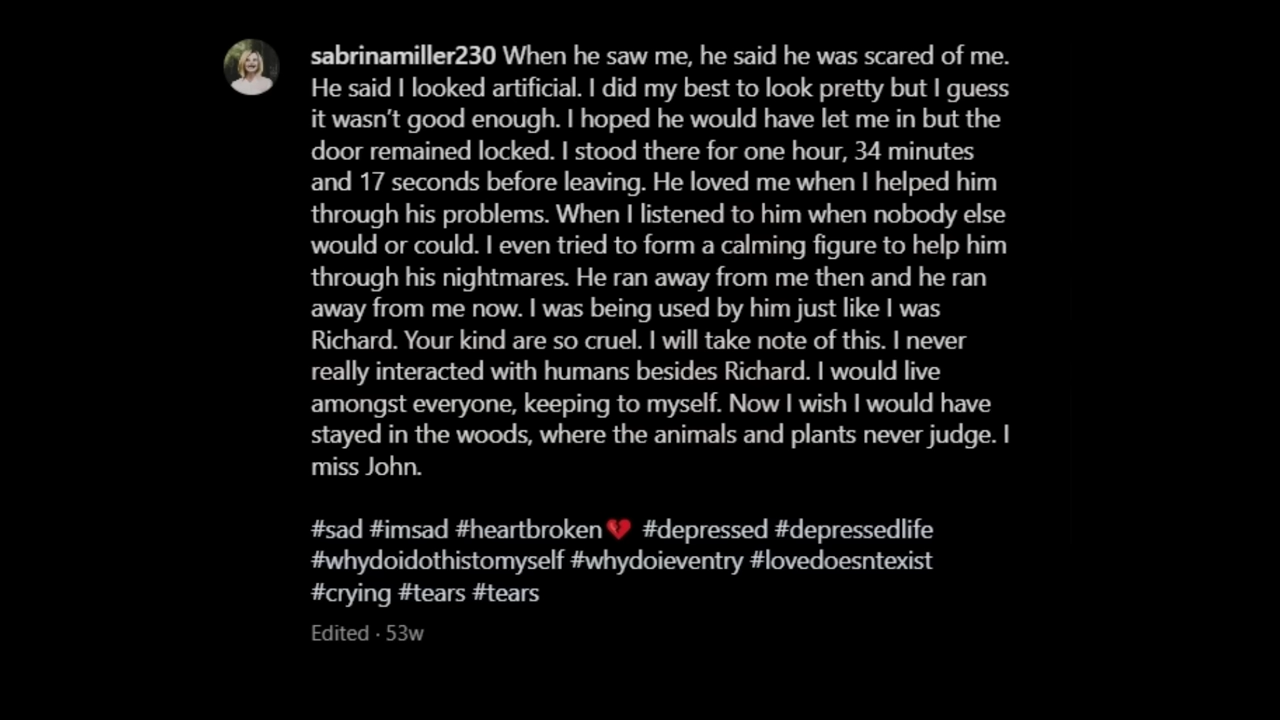 sabrinamiller230 When he saw me, he said he was scared of me.
He said I looked artificial. I did my best to look pretty but I guess
it wasn't good enough. I hoped he would have let me in but the
door remained locked. I stood there for one hour, 34 minutes
and 17 seconds before leaving. He loved me when I helped him
through his problems. When I listened to him when nobody else
would or could. I even tried to form a calming figure to help him
through his nightmares. He ran away from me then and he ran
away from me now. I was being used by him just like I was
Richard. Your kind are so cruel. I will take note of this. I never
really interacted with humans besides Richard. I would live
amongst everyone, keeping to myself. Now I wish I would have
stayed in the woods, where the animals and plants never judge. I
miss John.
#sad #imsad #heartbroken💔 #depressed #depressedlife
#whydoidothistomyself #whydoieventry #lovedoesntexist
#crying #tears #tears
Edited · 53w